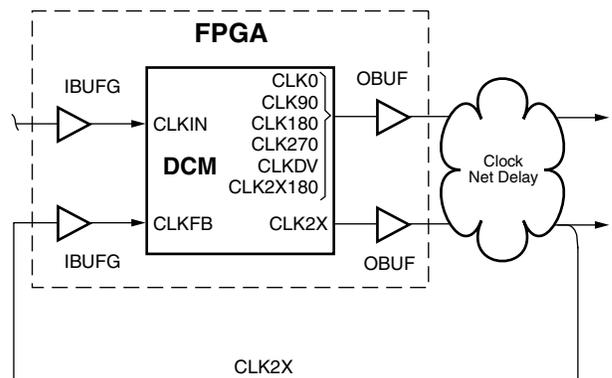 FPGA
IBUFG
CLKIN
DCM
CLK0
CLK90
CLK180
CLK270
CLKDV
CLK2X180
OBUF
Clock
Net Delay
CLKFB
CLK2X
IBUFG
OBUF
CLK2X